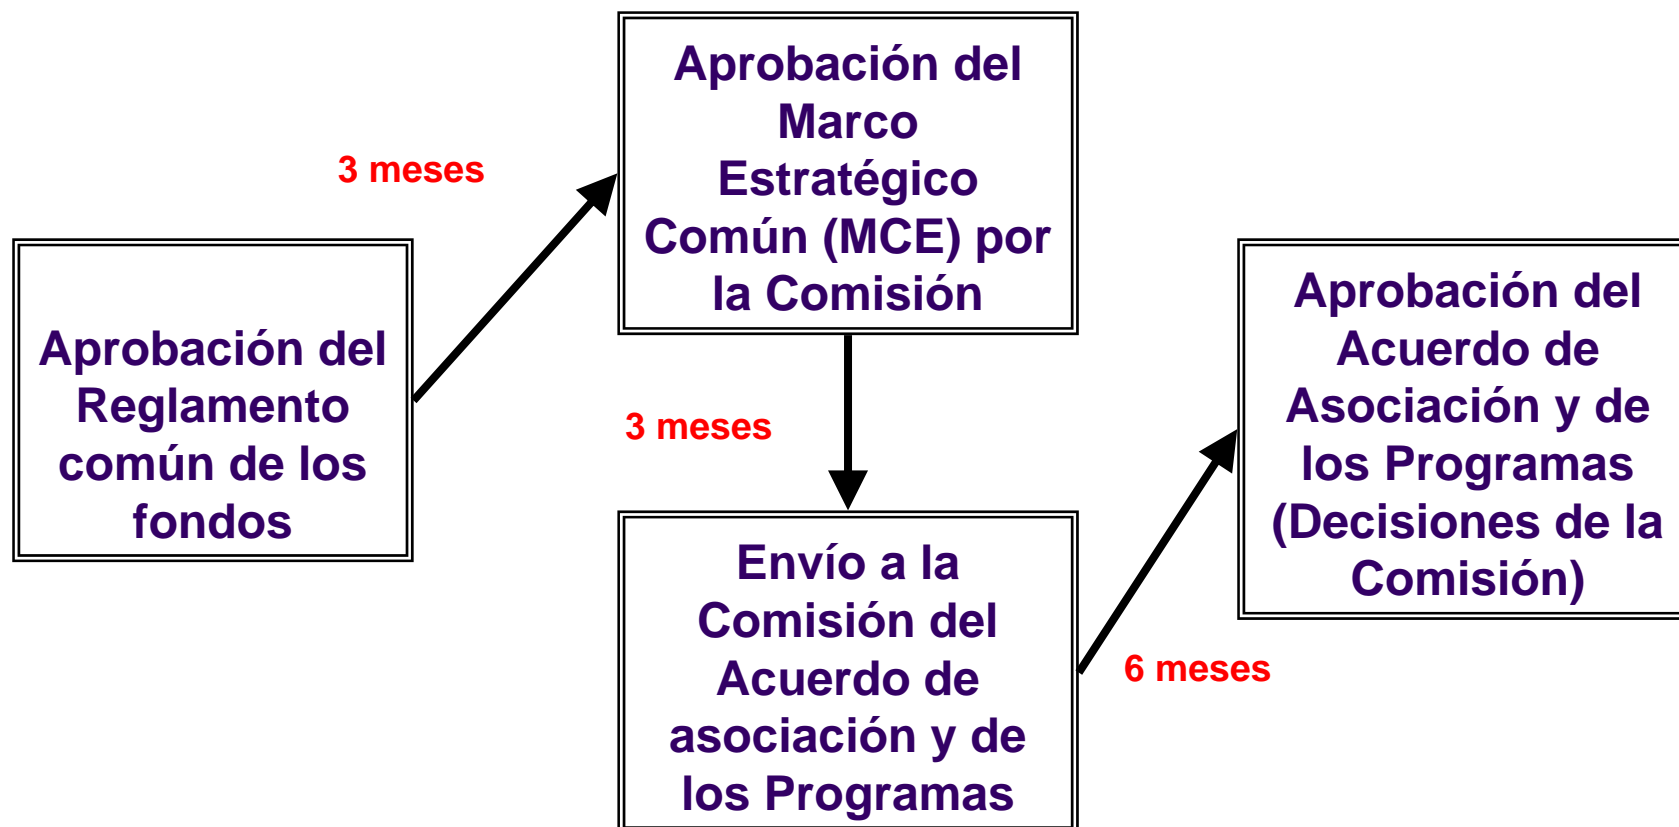 Aprobación del
Reglamento
común de los
fondos
3 meses
Aprobación del
Marco
Estratégico
Común (MCE) por
la Comisión
3 meses
Envío a la
Comisión del
Acuerdo de
asociación y de
los Programas
6 meses
Aprobación del
Acuerdo de
Asociación y de
los Programas
(Decisiones de la
Comisión)